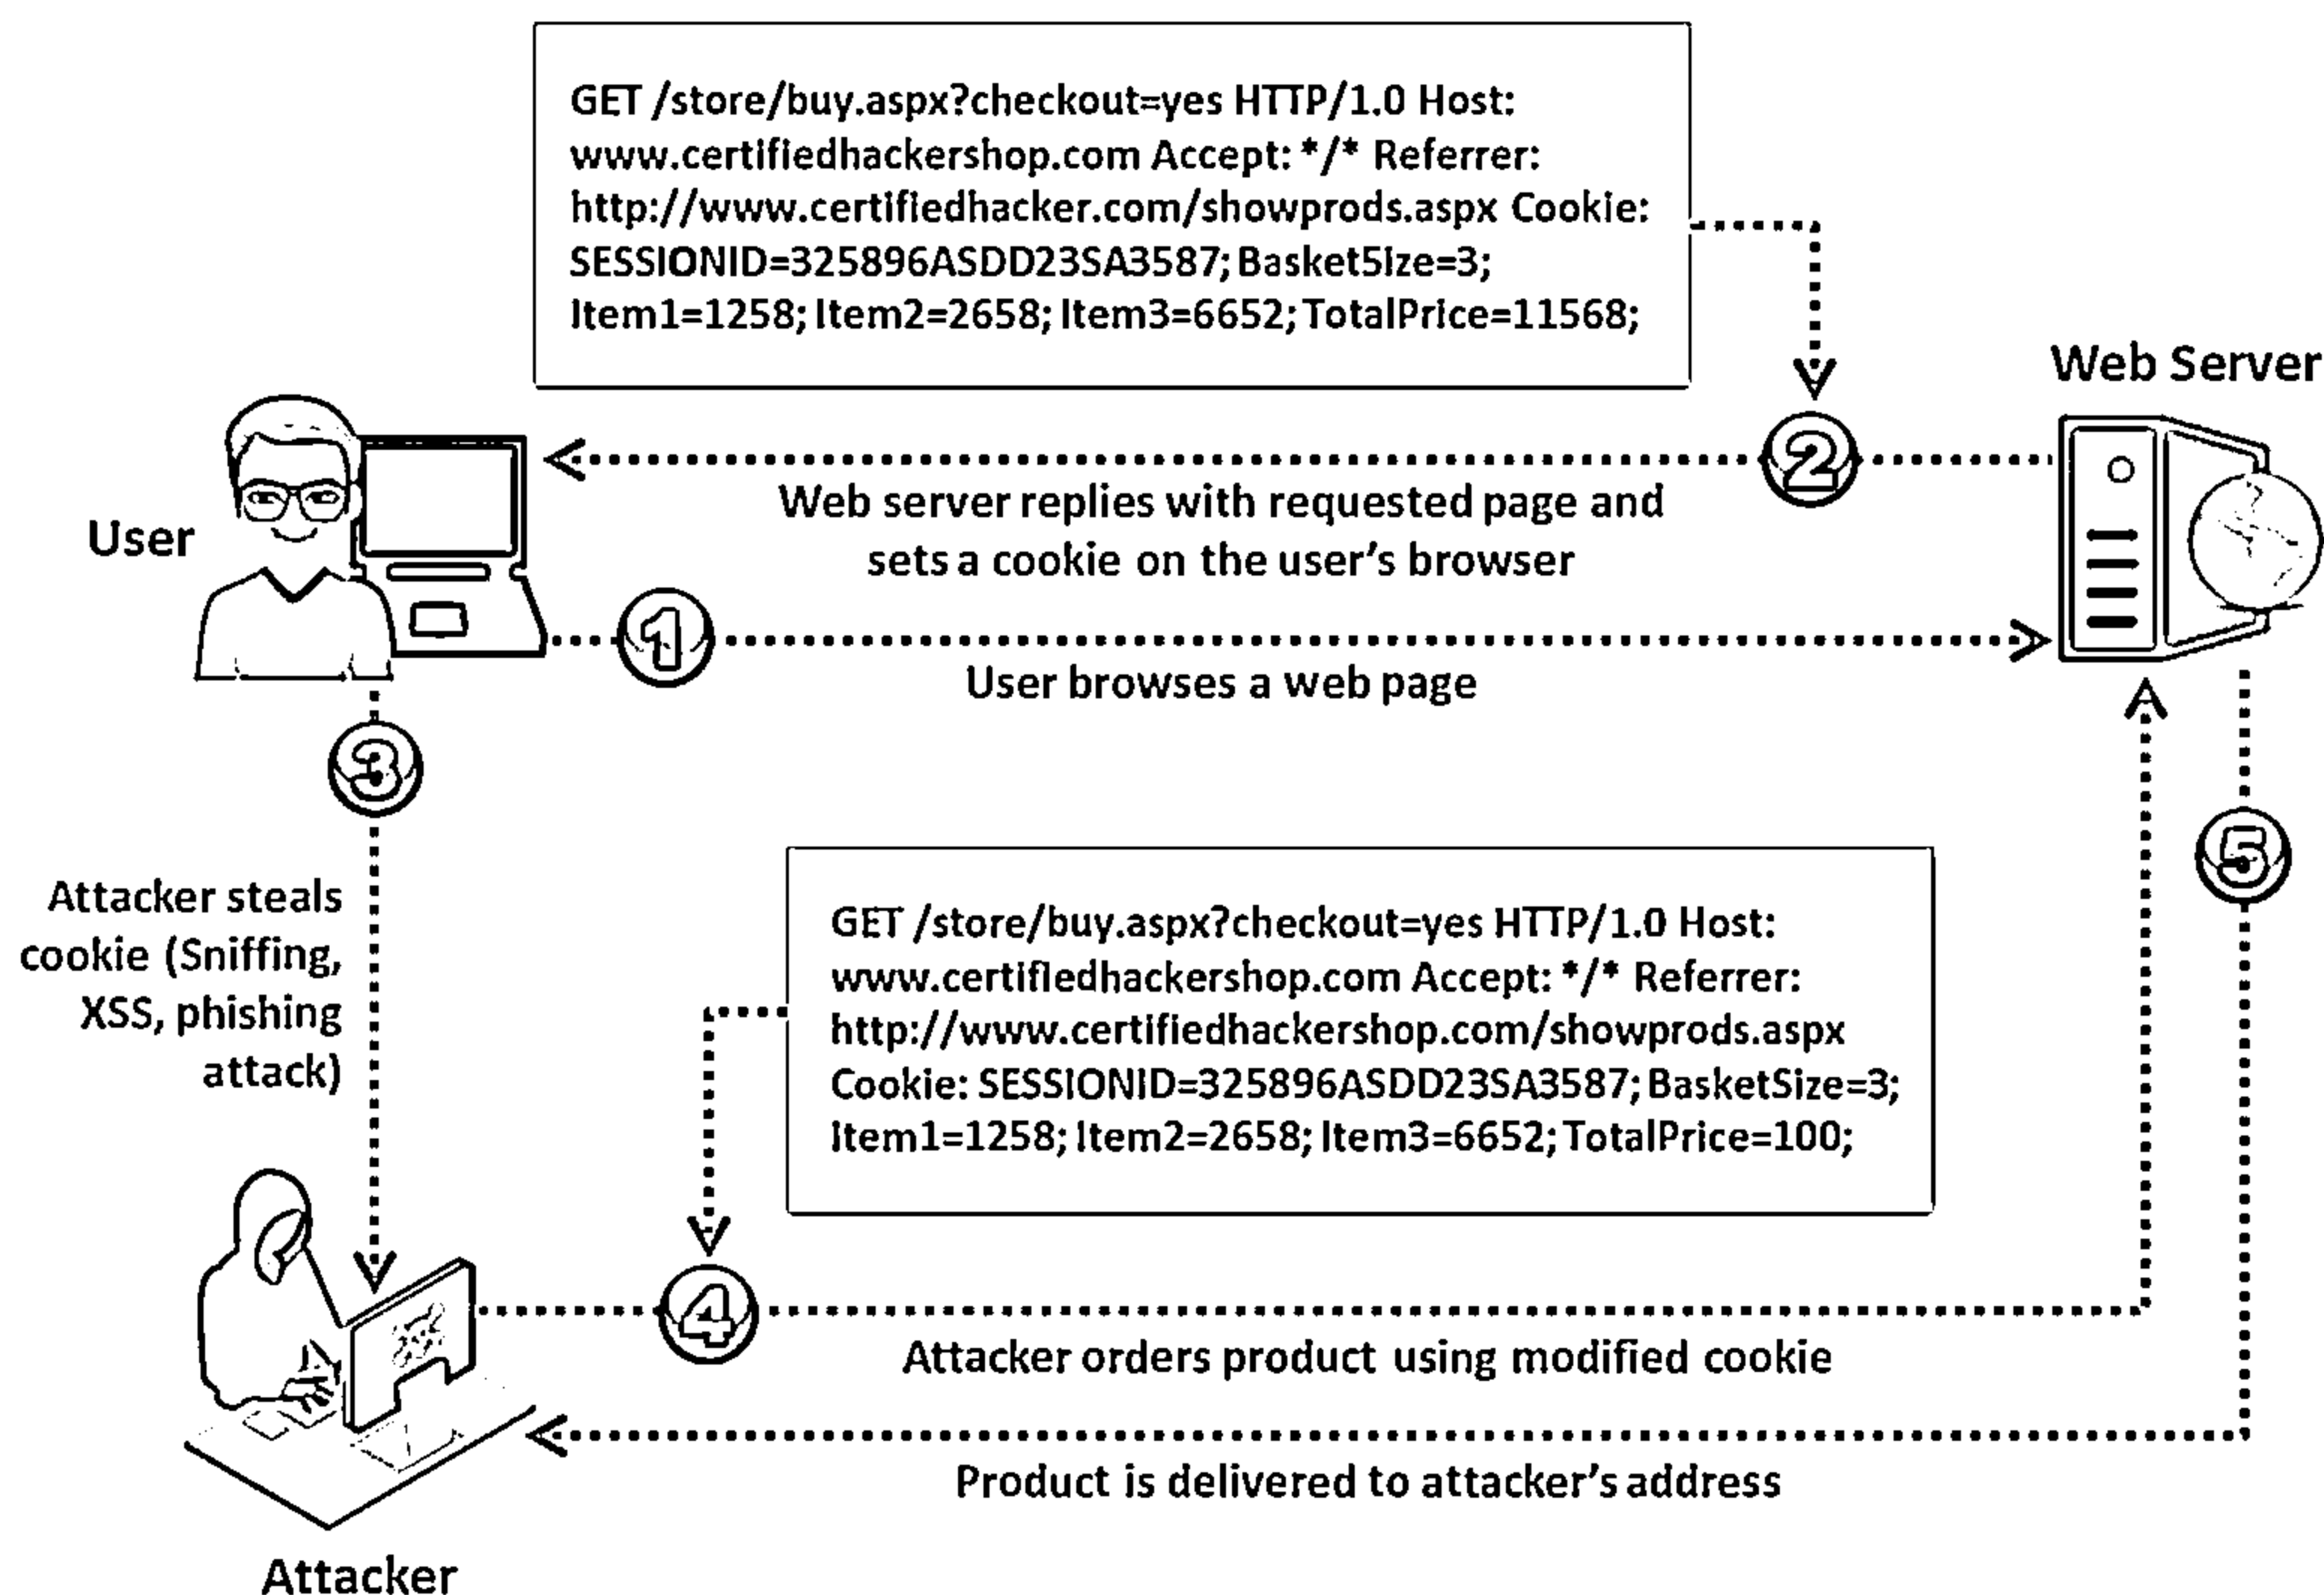 GET /store/buy.aspx?checkout=yes HTTP/1.0 Host:
www.certifiedhackershop.com Accept: */* Referrer:
http://www.certifiedhacker.com/showprods.aspx Cookie:
SESSIONID=325896ASDD23SA3587; BasketSize=3;
Item1=1258; Item2=2658; Item3=6652; TotalPrice=11568;
Web Server
2
Web server replies with requested page and
sets a cookie on the user's browser
User
1
User browses a web page
3
5
Attacker steals
cookie (Sniffing,
XSS, phishing
attack)
GET /store/buy.aspx?checkout=yes HTTP/1.0 Host:
www.certifiedhackershop.com Accept: */* Referrer:
http://www.certifiedhackershop.com/showprods.aspx
Cookie: SESSIONID=325896ASDD23SA3587; BasketSize=3;
Item1=1258; Item2=2658; Item3=6652; TotalPrice=100;
4
Attacker orders product using modified cookie
Product is delivered to attacker's address
Attacker